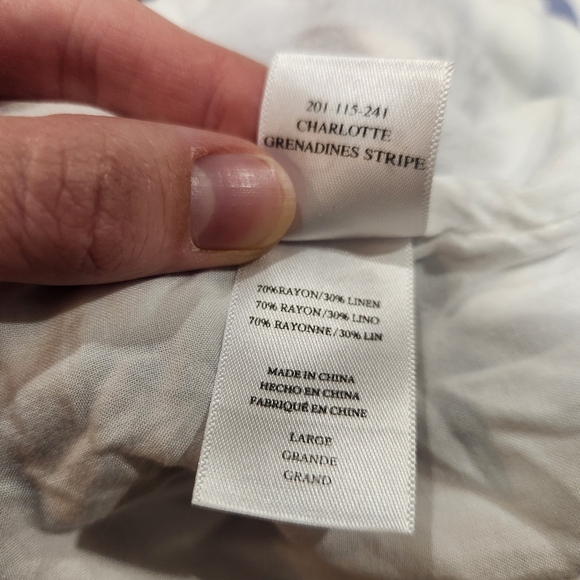 201-115-241
CHARLOTTE
GRENADINES STRIPE
70%RAYON/30% LINEN
70% RAYON/30% LINO
70% RAYONNE/30% LIN
MADE IN CHINA
HECHO EN CHINA
FABRIQUÉ EN CHINE
LARGE
GRANDE
GRAND